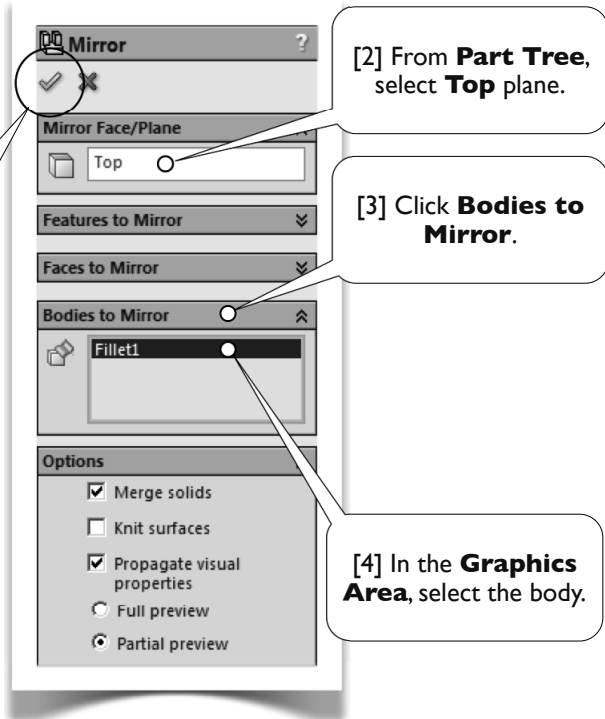 Mirror ?
Mirror Face/Plane
Top
Features to Mirror
Faces to Mirror
Bodies to Mirror
Fillet1
Options
Merge solids
Knit surfaces
Propagate visual
properties
Full preview
Partial preview
[2] From Part Tree,
select Top plane.
[3] Click Bodies to
Mirror.
[4] In the Graphics
Area, select the body.